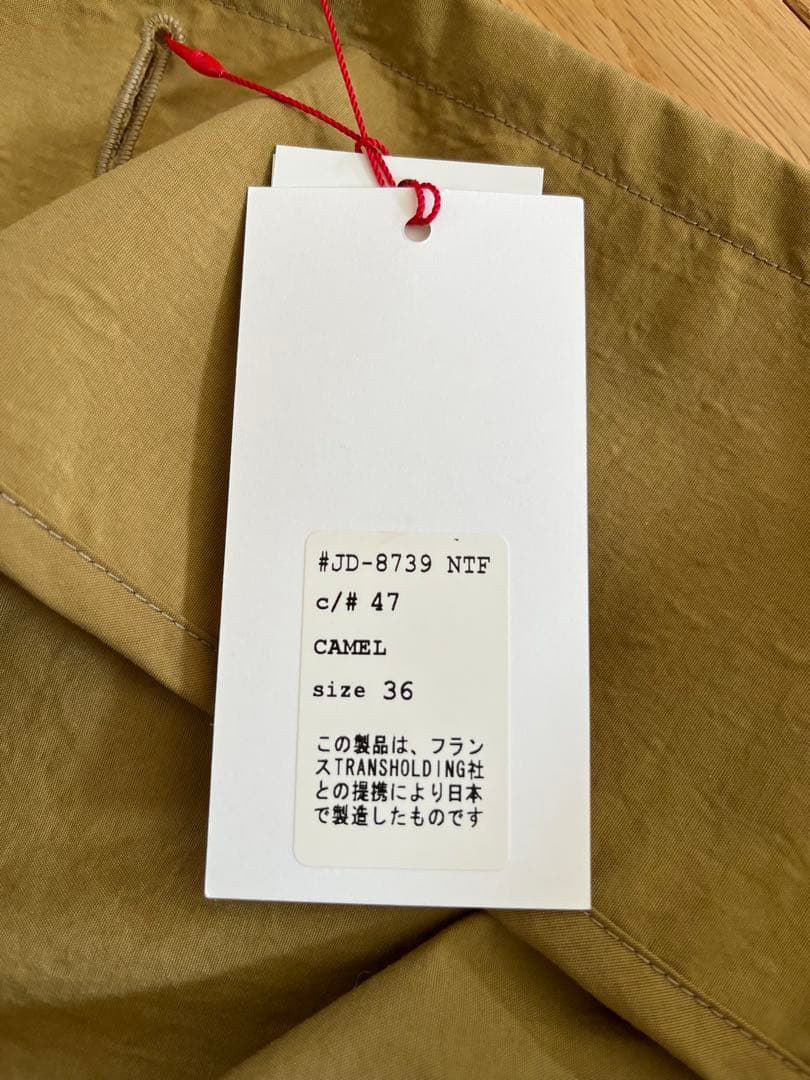 #JD-8739 NTF
c/# 47
CAMEL
size 36
この製品は、フラン
スTRANSHOLDING社
との提携により日本
で製造したものです